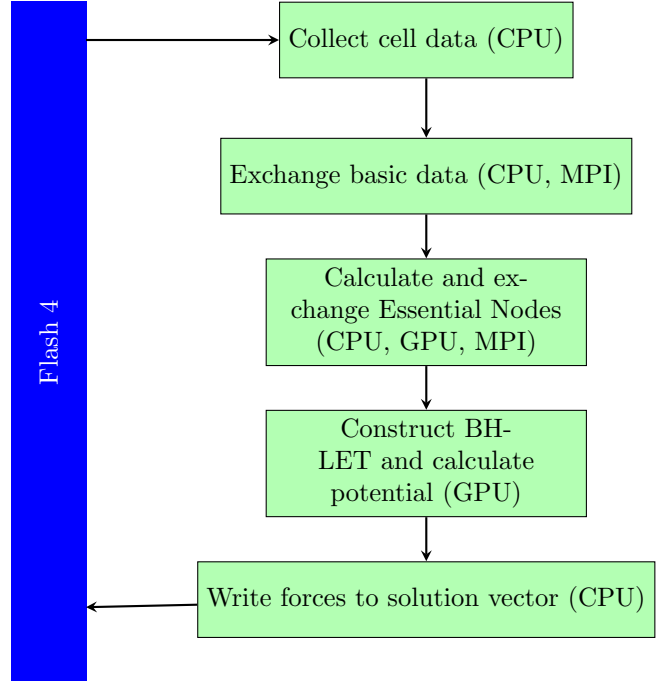 Flash 4
Collect cell data (CPU)
Exchange basic data (CPU, MPI)
Calculate and ex-
change Essential Nodes
(CPU, GPU, MPI)
Construct BH-
LET and calculate
potential (GPU)
Write forces to solution vector (CPU)